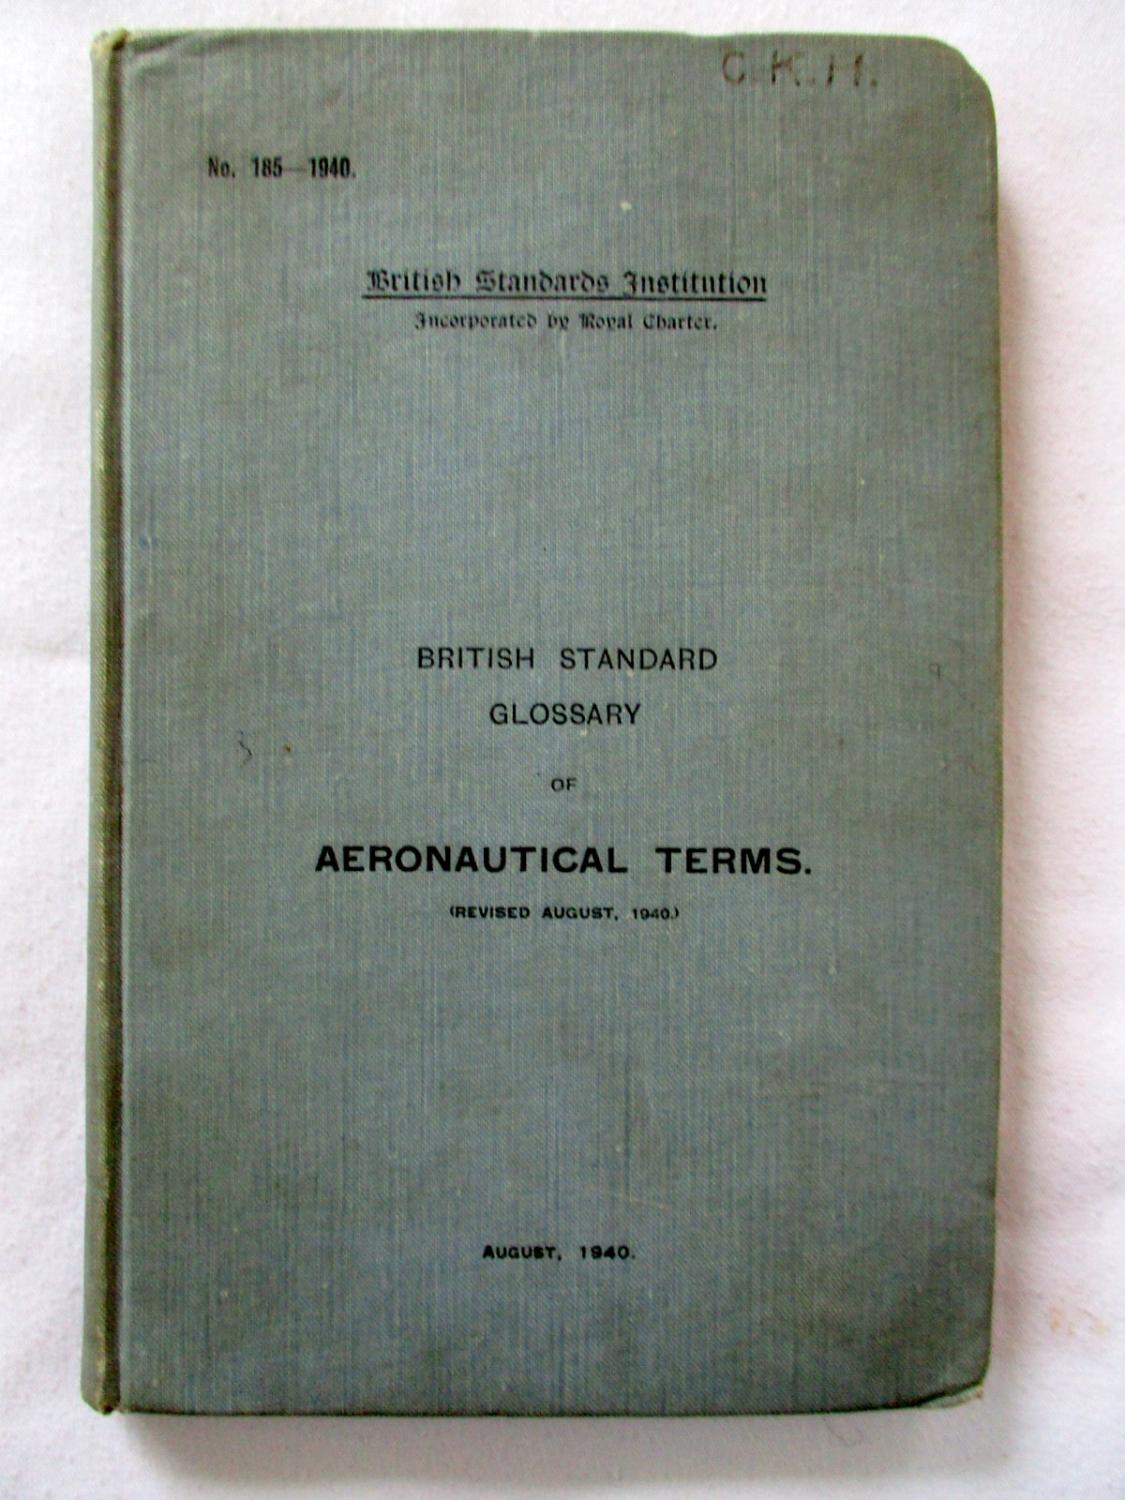 C.K.H.
No. 185—1940.
British Standards Institution
Incorporated by Royal Charter.
BRITISH STANDARD
GLOSSARY
OF
AERONAUTICAL TERMS.
(REVISED AUGUST, 1940.)
AUGUST, 1940.